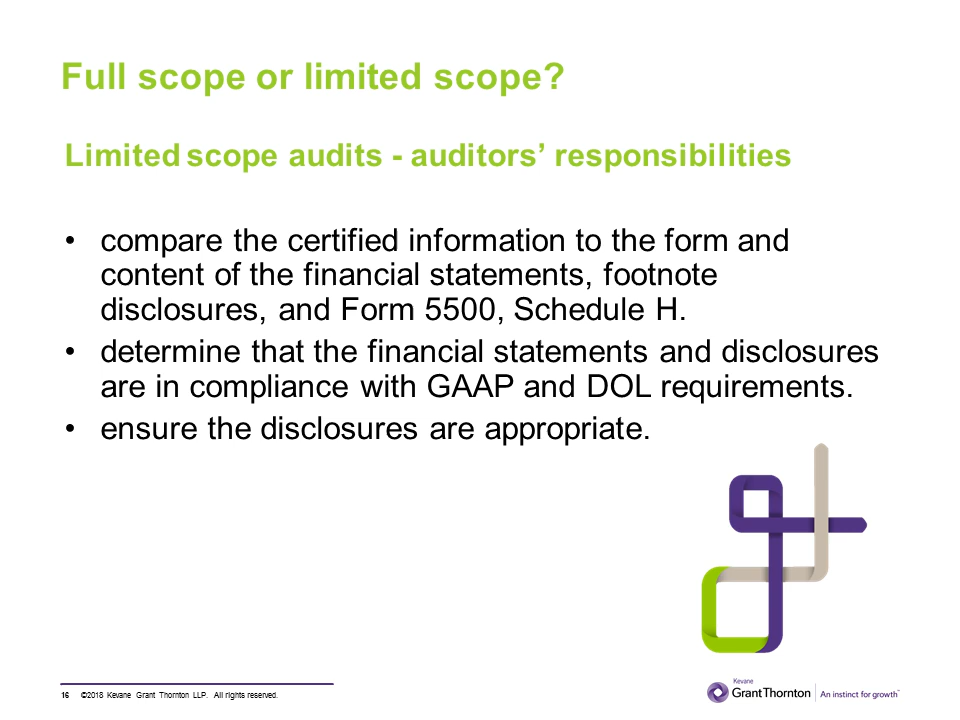 Full scope or limited scope?
Limited scope audits - auditors’ responsibilities
• compare the certified information to the form and
content of the financial statements, footnote
disclosures, and Form 5500, Schedule H.
• determine that the financial statements and disclosures
are in compliance with GAAP and DOL requirements.
• ensure the disclosures are appropriate.
16 ©2018 Kevane Grant Thornton LLP. All rights reserved.
Kevane
GrantThornton
An instinct for growth™